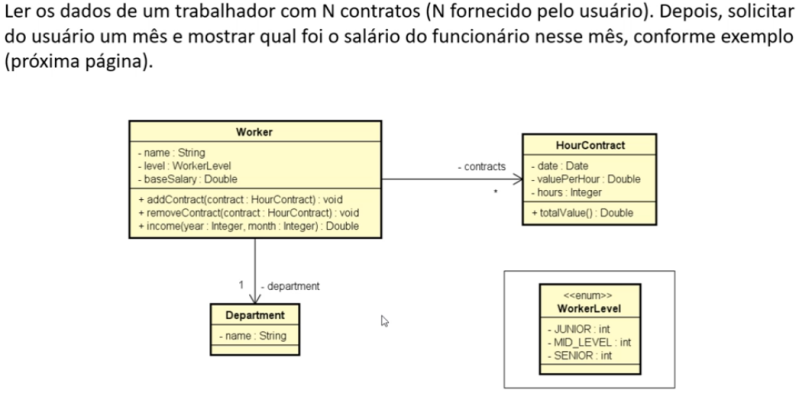 Ler os dados de um trabalhador com N contratos (N fornecido pelo usuário). Depois, solicitar
do usuário um mês e mostrar qual foi o salário do funcionário nesse mês, conforme exemplo
(próxima página).
Worker
- name : String
- level : WorkerLevel
- baseSalary : Double
+ addContract(contract : HourContract) : void
+ removeContract(contract : HourContract) : void
+ income(year : Integer, month : Integer) : Double
- contracts
*
HourContract
- date : Date
- valuePerHour : Double
- hours : Integer
+ totalValue() : Double
1 - department
Department
- name : String
<<enum>>
WorkerLevel
- JUNIOR : int
- MID_LEVEL : int
- SENIOR : int